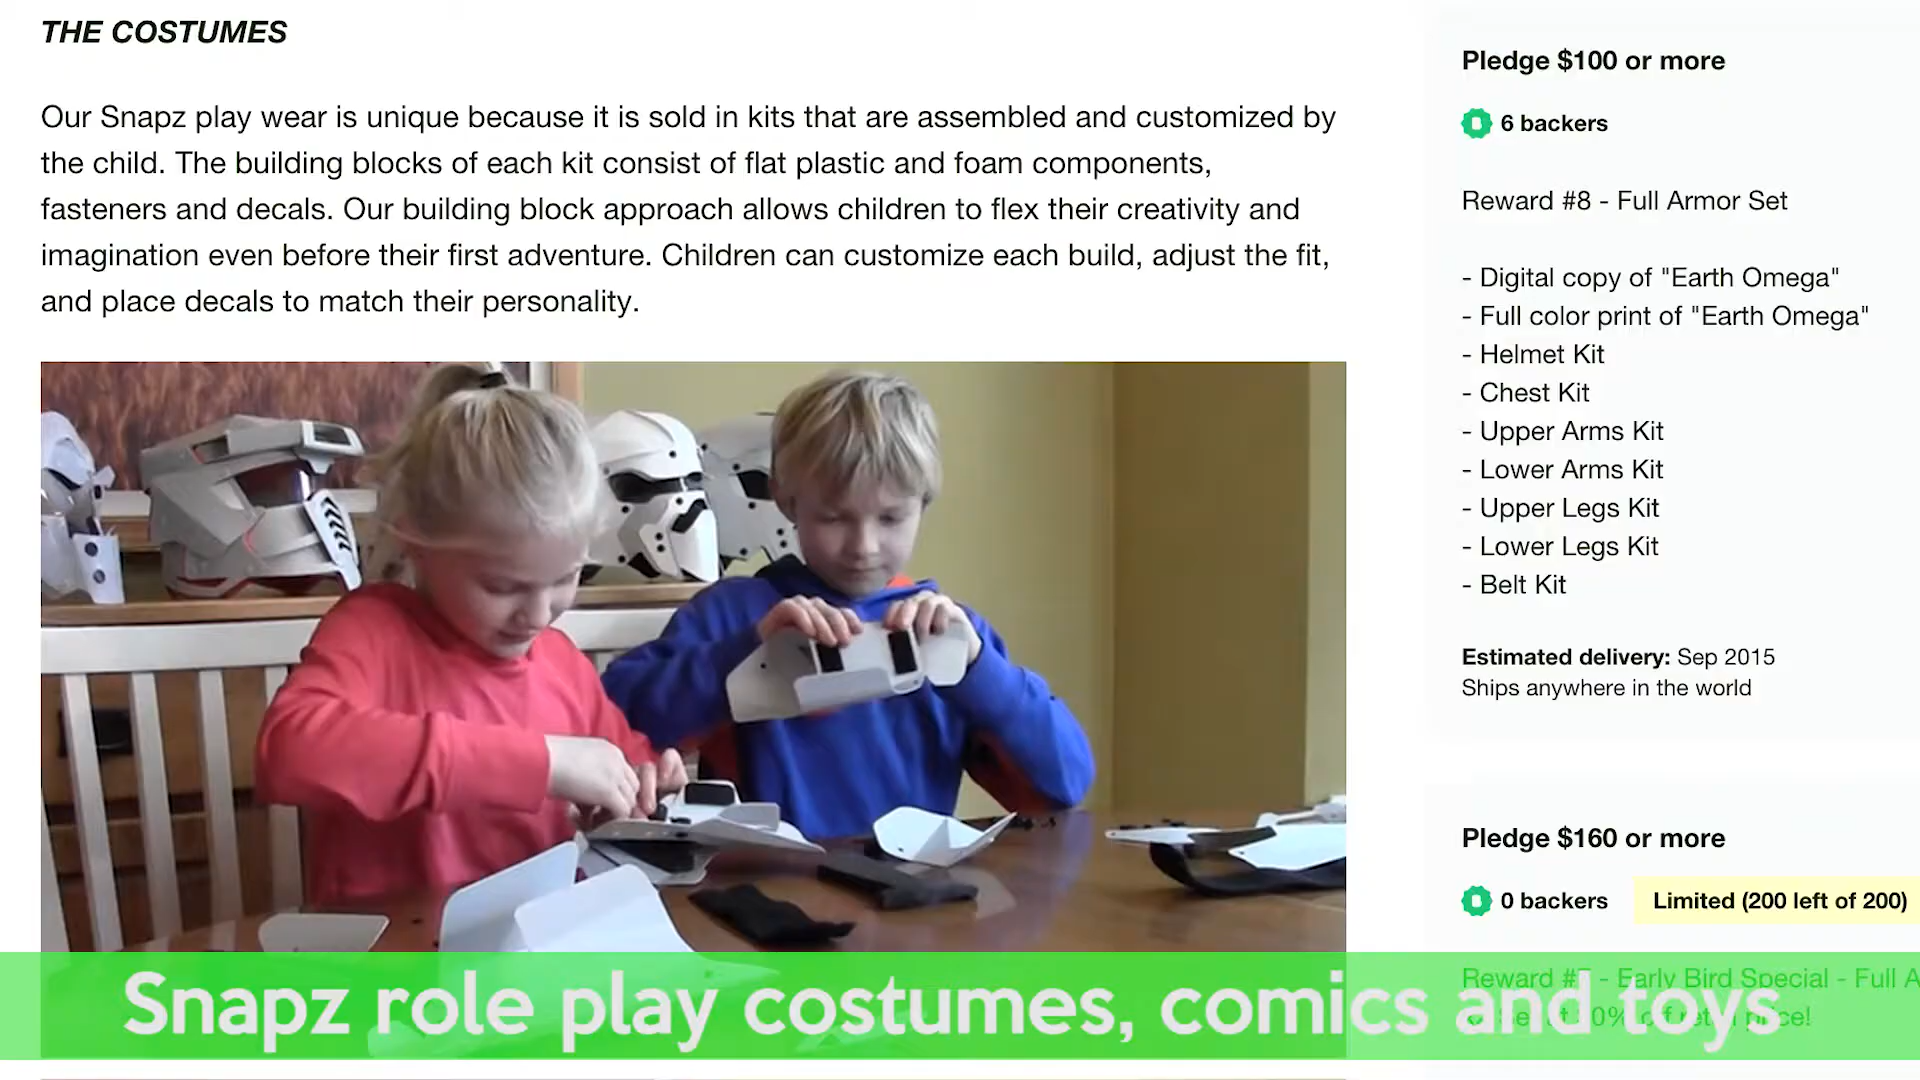 THE COSTUMES
Our Snapz play wear is unique because it is sold in kits that are assembled and customized by
the child. The building blocks of each kit consist of flat plastic and foam components,
fasteners and decals. Our building block approach allows children to flex their creativity and
imagination even before their first adventure. Children can customize each build, adjust the fit,
and place decals to match their personality.
Pledge $100 or more
6 backers
Reward #8 - Full Armor Set
- Digital copy of "Earth Omega"
- Full color print of "Earth Omega"
- Helmet Kit
- Chest Kit
- Upper Arms Kit
- Lower Arms Kit
- Upper Legs Kit
- Lower Legs Kit
- Belt Kit
Estimated delivery: Sep 2015
Ships anywhere in the world
Pledge $160 or more
0 backers Limited (200 left of 200)
Reward - Early Bird Special - Full
price!
Snapz role play costumes, comics and toys